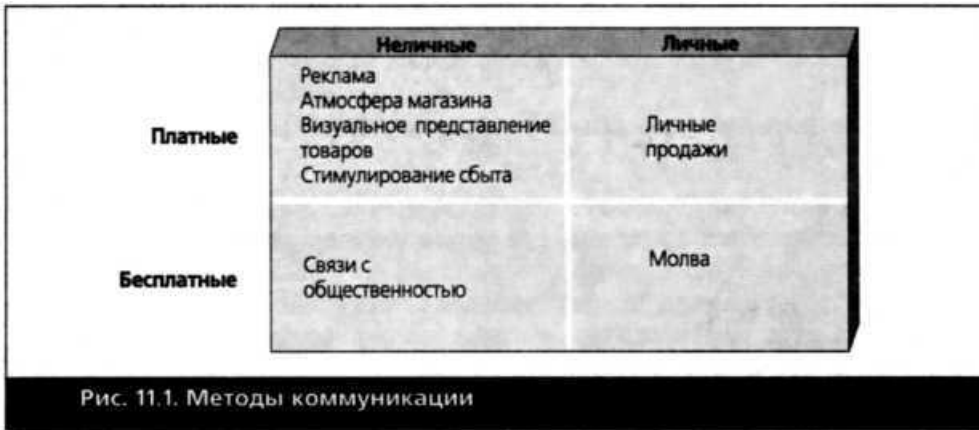 Неличные
Личные
Платные
Реклама
Атмосфера магазина
Визуальное представление
товаров
Стимулирование сбыта
Личные
продажи
Бесплатные
Связи с
общественностью
Молва
Рис. 11.1. Методы коммуникации